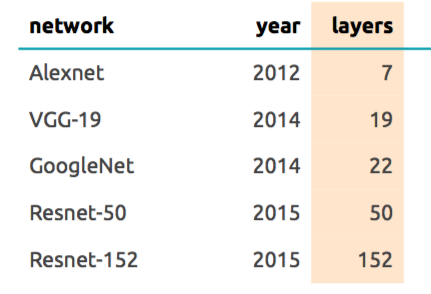 network year layers
Alexnet 2012 7
VGG-19 2014 19
GoogleNet 2014 22
Resnet-50 2015 50
Resnet-152 2015 152